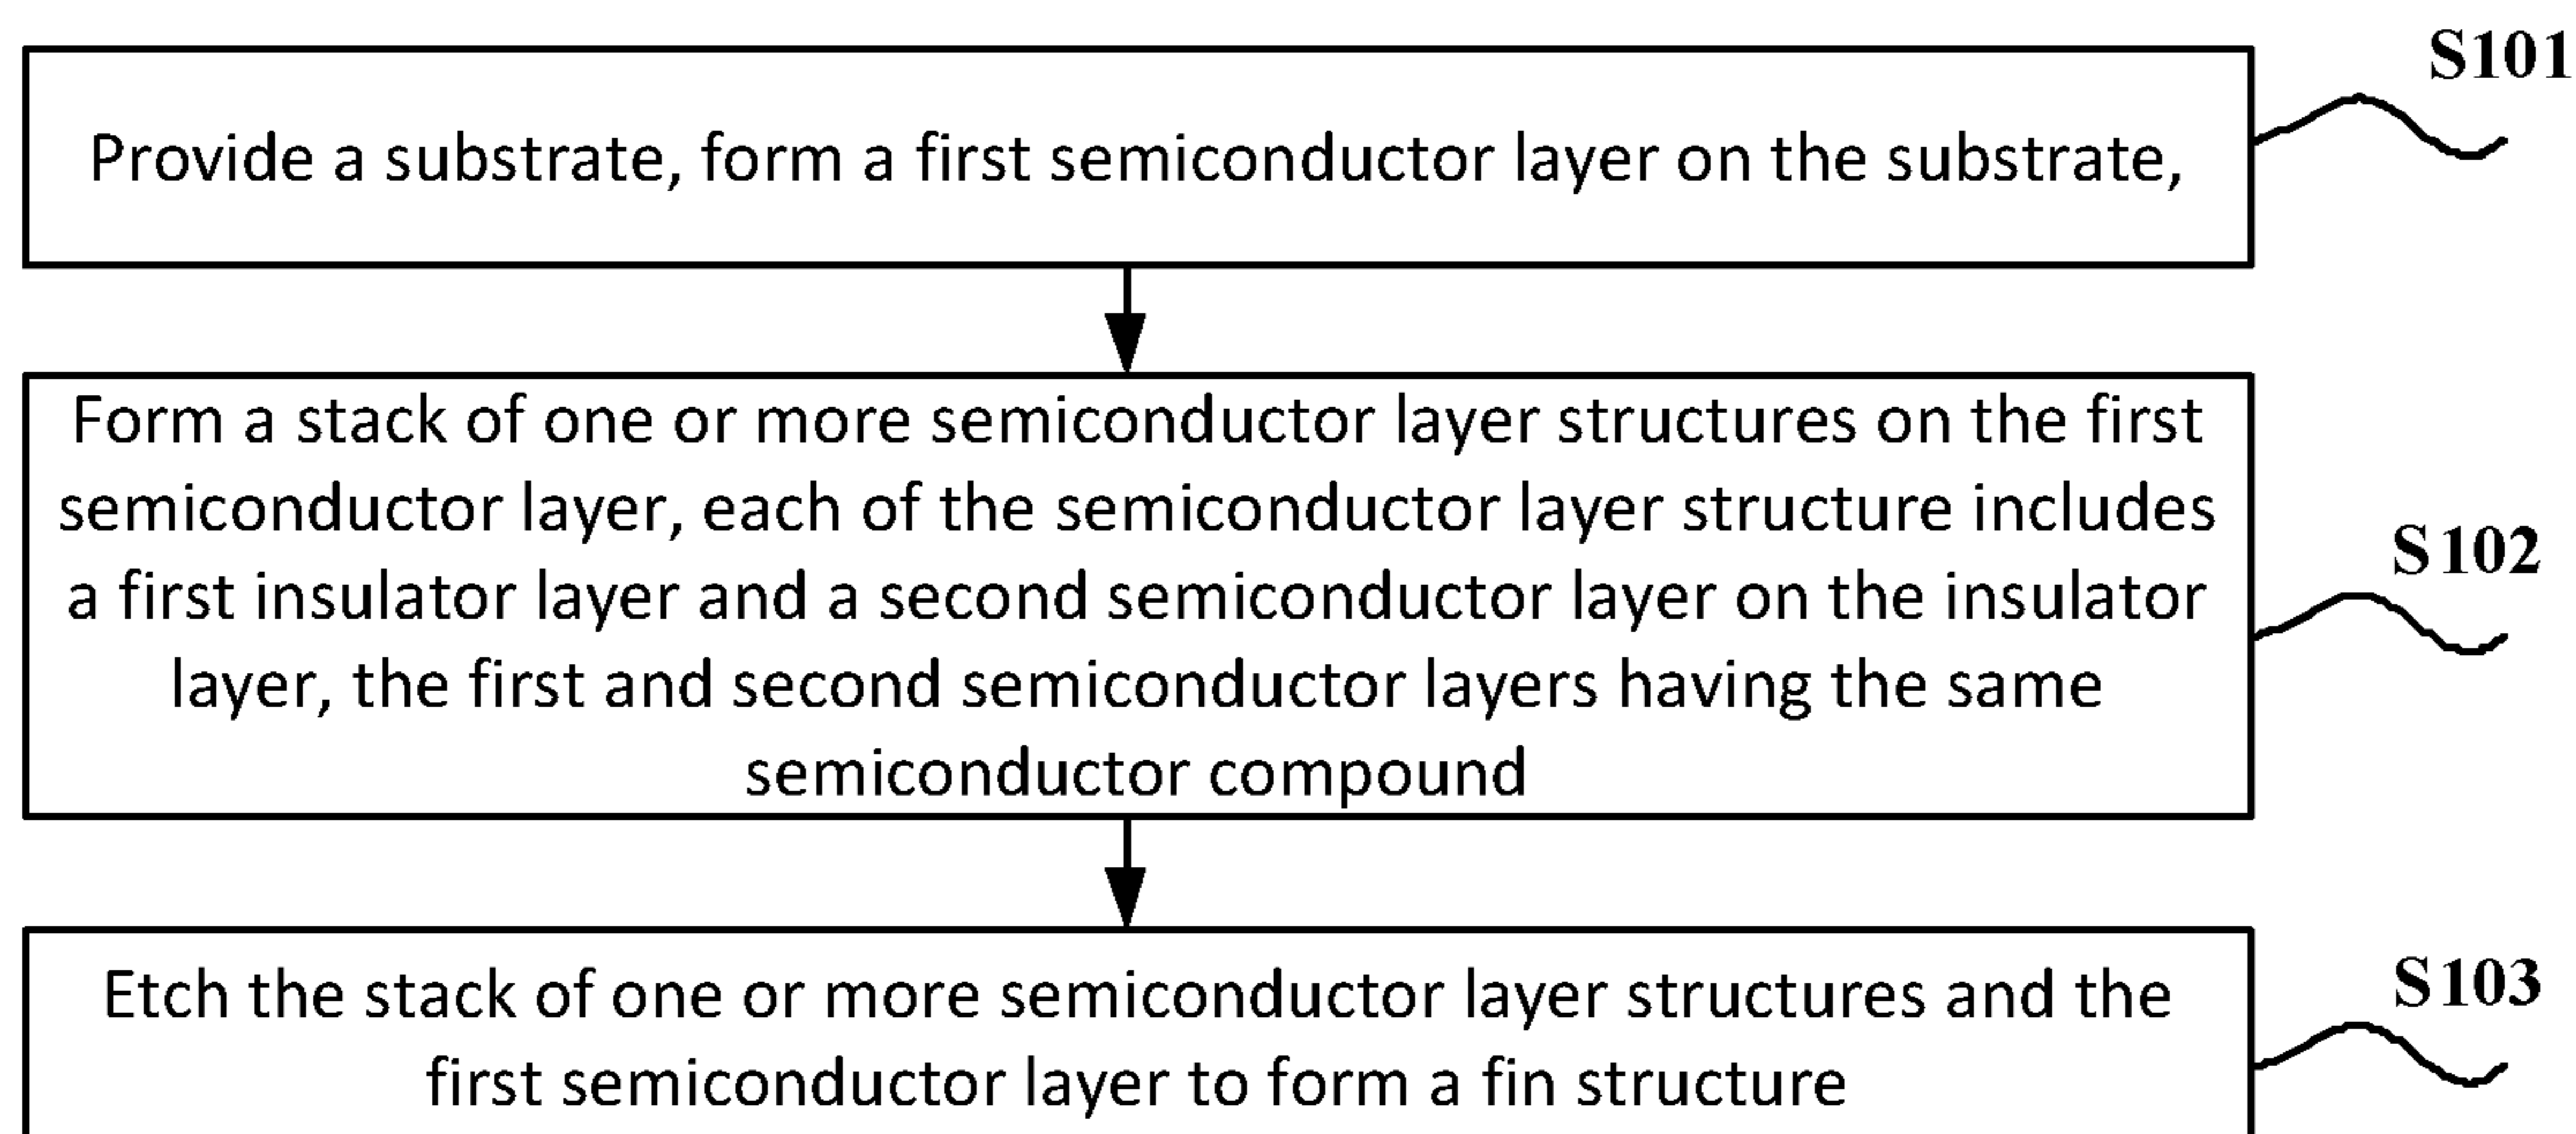 S101
Provide a substrate, form a first semiconductor layer on the substrate,
Form a stack of one or more semiconductor layer structures on the first
semiconductor layer, each of the semiconductor layer structure includes
a first insulator layer and a second semiconductor layer on the insulator
layer, the first and second semiconductor layers having the same
semiconductor compound
S102
Etch the stack of one or more semiconductor layer structures and the
first semiconductor layer to form a fin structure
S103